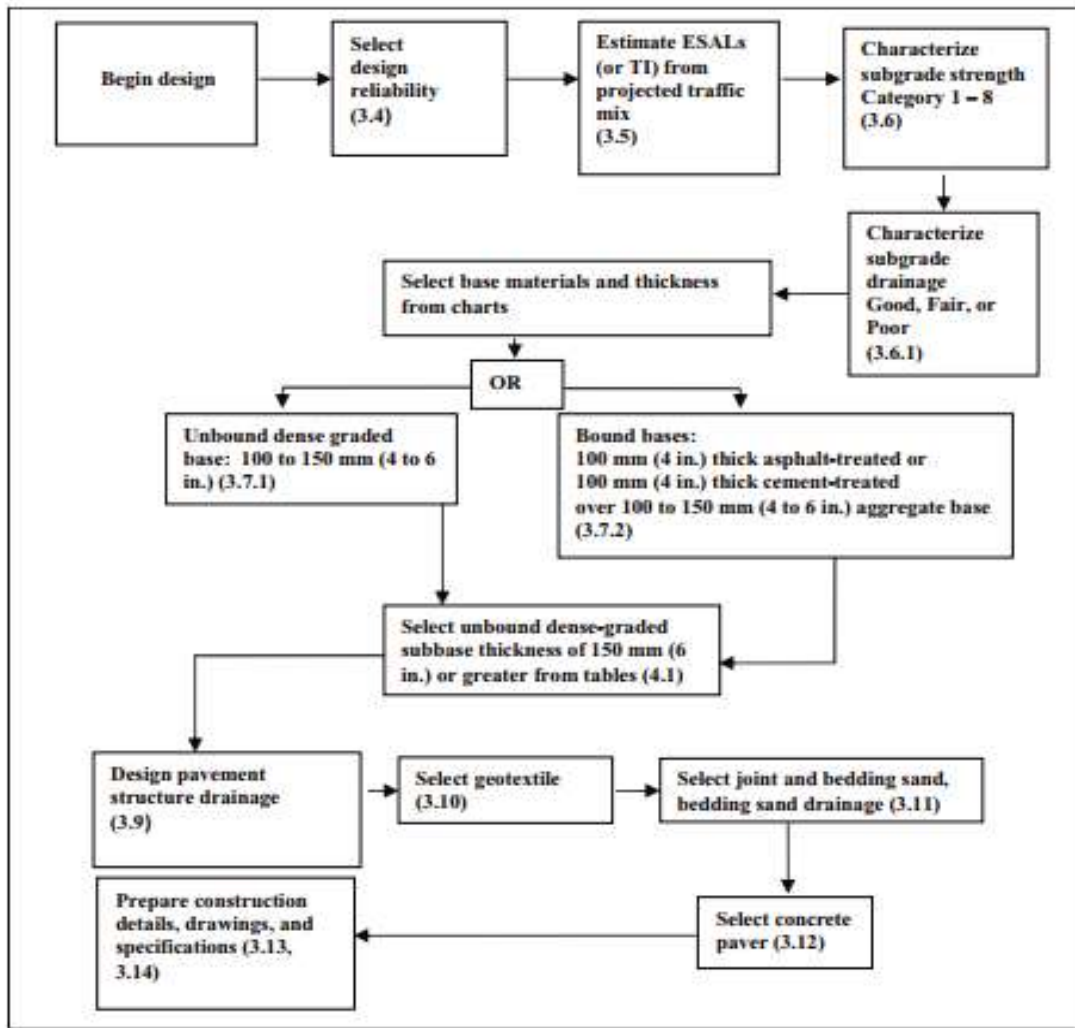 Begin design
Select
design
reliability
(3.4)
Estimate ESALs
(or TI) from
projected traffic
mix
(3.5)
Characterize
subgrade strength
Category 1 – 8
(3.6)
Characterize
subgrade
drainage
Good, Fair, or
Poor
(3.6.1)
Select base materials and thickness
from charts
OR
Unbound dense graded
base: 100 to 150 mm (4 to 6
in.) (3.7.1)
Bound bases:
100 mm (4 in.) thick asphalt-treated or
100 mm (4 in.) thick cement-treated
over 100 to 150 mm (4 to 6 in.) aggregate base
(3.7.2)
Select unbound dense-graded
subbase thickness of 150 mm (6
in.) or greater from tables (4.1)
Design pavement
structure drainage
(3.9)
Select geotextile
(3.10)
Select joint and bedding sand,
bedding sand drainage (3.11)
Select concrete
paver (3.12)
Prepare construction
details, drawings, and
specifications (3.13,
3.14)